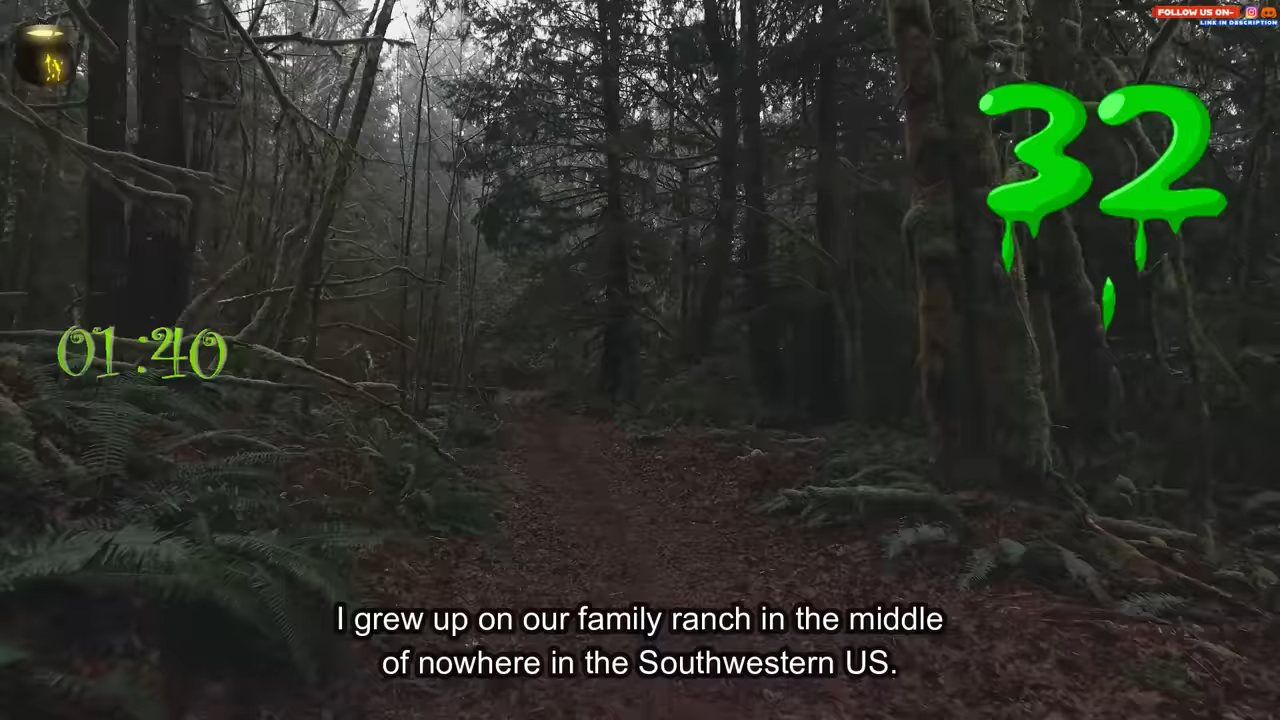 FOLLOW US ON-
LINK IN DESCRIPTION
32
01:40
I grew up on our family ranch in the middle
of nowhere in the Southwestern US.